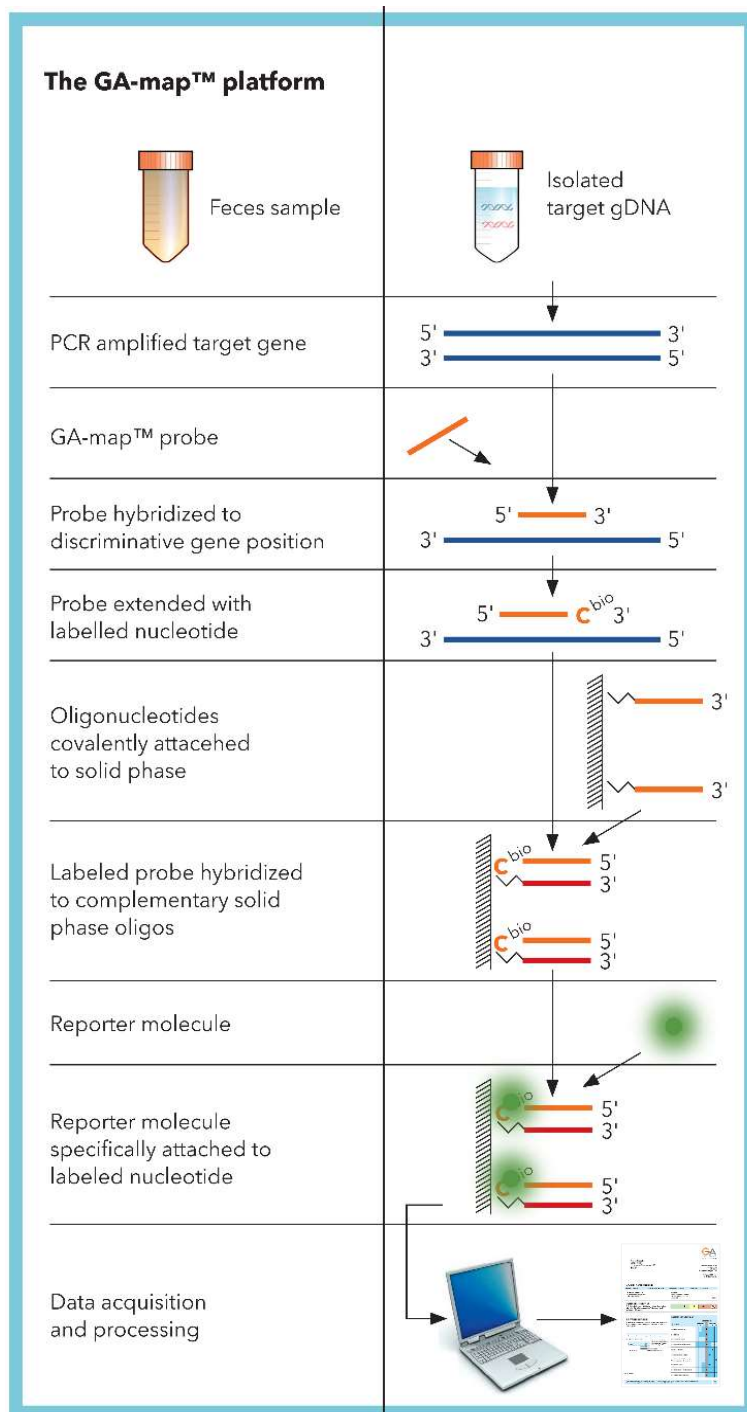 The GA-map™ platform
Feces sample
Isolated
target gDNA
PCR amplified target gene
5' 3'
3' 5'
GA-map™ probe
Probe hybridized to
discriminative gene position
5' 3'
3' 5'
Probe extended with
labelled nucleotide
5' C bio 3'
3' 5'
Oligonucleotides
covalently attacehed
to solid phase
3'
3'
Labeled probe hybridized
to complementary solid
phase oligos
C bio 5'
3'
C bio 5'
3'
Reporter molecule
Reporter molecule
specifically attached to
labeled nucleotide
C bio 5'
3'
C bio 5'
3'
Data acquisition
and processing
GA